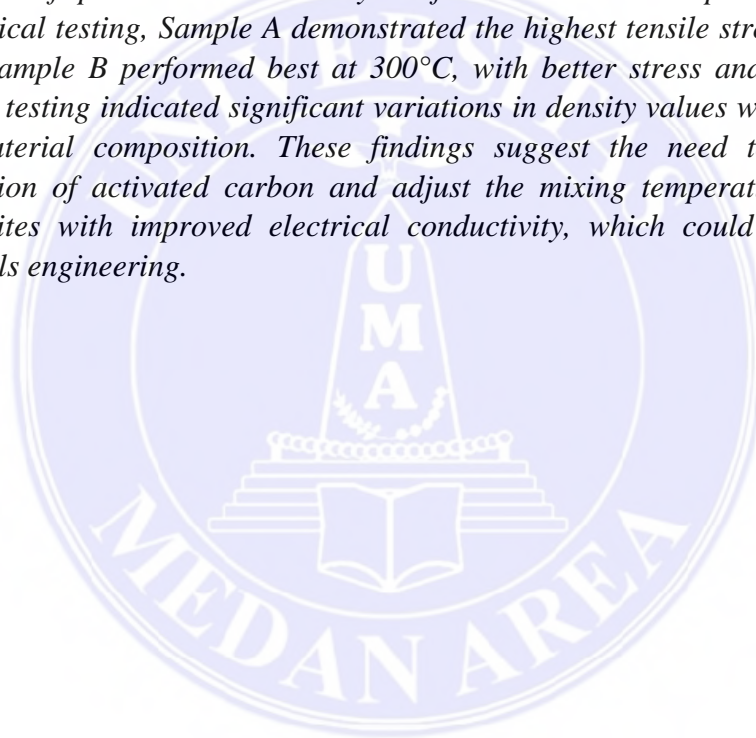 ical testing, Sample A demonstrated the highest tensile stre
ample B performed best at 300°C, with better stress and
testing indicated significant variations in density values w
aterial composition. These findings suggest the need t
ion of activated carbon and adjust the mixing temperat
ites with improved electrical conductivity, which could
ls engineering.
UNIVERSITAS
U
M
A
MEDAN AREA